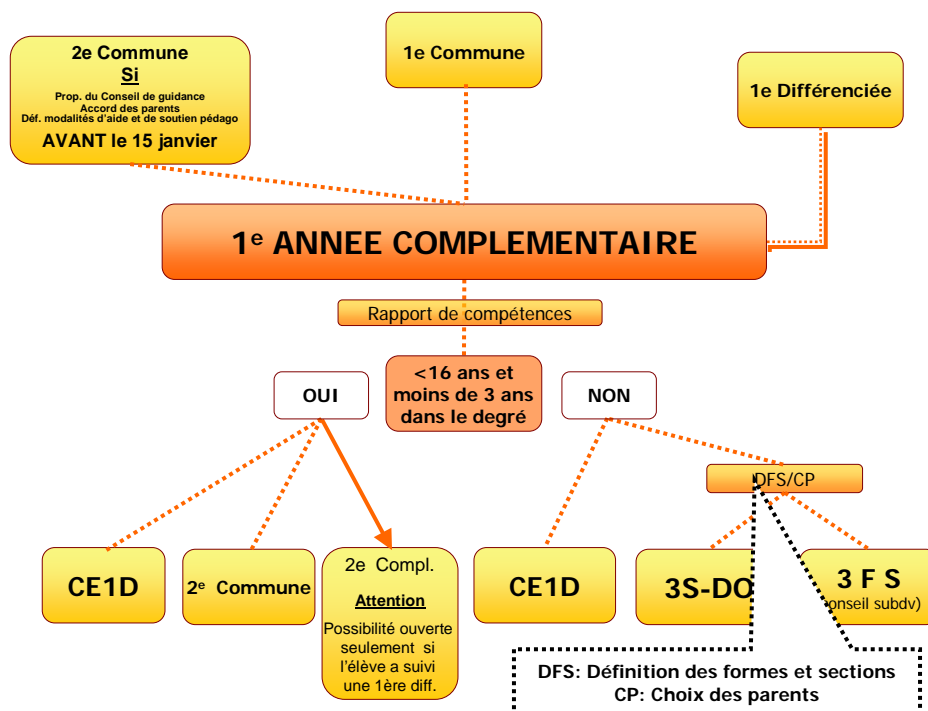 2e Commune
Si
Prop. du Conseil de guidance
Accord des parents
Déf. modalités d'aide et de soutien pédago
AVANT le 15 janvier
1e Commune
1e Différenciée
1e ANNEE COMPLEMENTAIRE
Rapport de compétences
<16 ans et
moins de 3 ans
dans le degré
OUI
NON
DFS/CP
CE1D
2e Commune
2e Compl.
Attention
Possibilité ouverte
seulement si
l'élève a suivi
une 1ère diff.
CE1D
3S-DO
3 F S
onseil subdv)
DFS: Définition des formes et sections
CP: Choix des parents